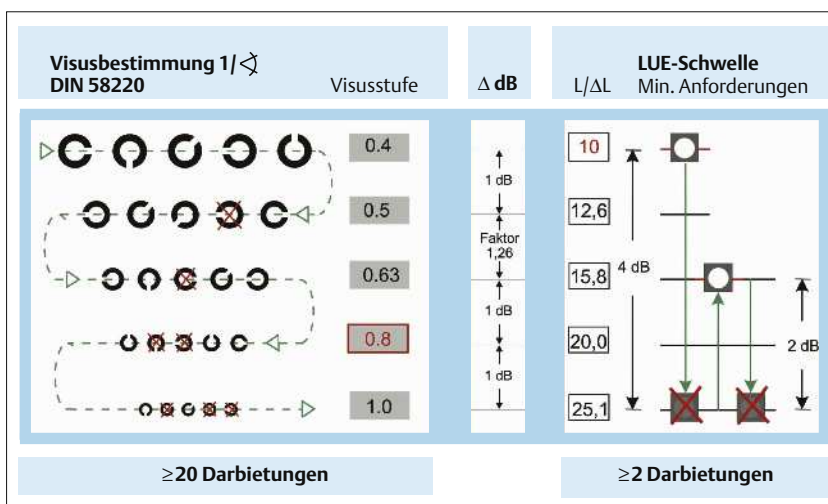 Visusbestimmung 1/∢
DIN 58220
Visusstufe
Δ dB
LUE-Schwelle
L/ΔL
Min. Anforderungen
0.4
0.5
0.63
0.8
1.0
1 dB
Faktor
1,26
1 dB
1 dB
10
12,6
15,8
20,0
25,1
4 dB
2 dB
≥20 Darbietungen
≥2 Darbietungen